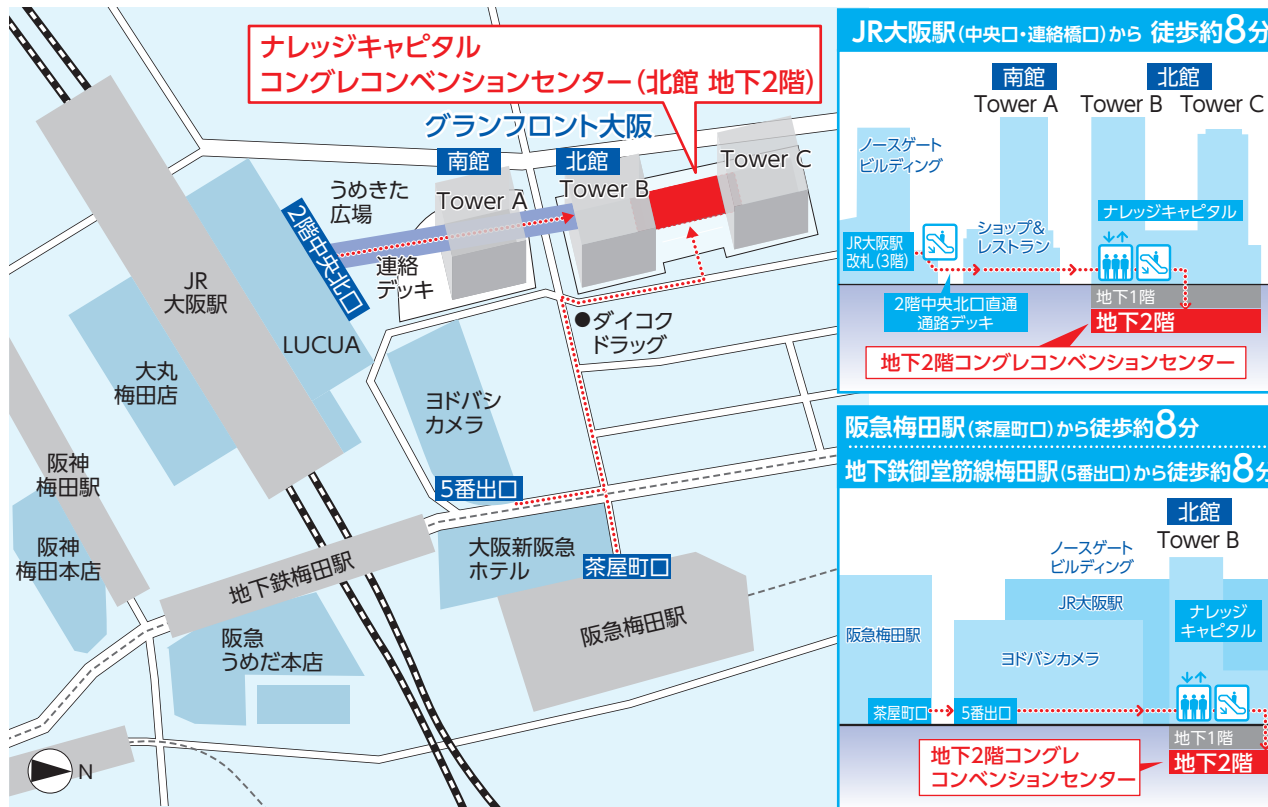 ナレッジキャピタル
コングレコンベンションセンター(北館 地下2階)
グランフロント大阪
南館
Tower A
北館
Tower B
Tower C
うめきた
広場
2階中央北口
連絡
デッキ
JR
大阪駅
LUCUA
ダイコク
ドラッグ
大丸
梅田店
ヨドバシ
カメラ
阪神
梅田駅
5番出口
阪神
梅田本店
大阪新阪急
ホテル
茶屋町口
地下鉄梅田駅
阪急梅田駅
阪急
うめだ本店
N
JR大阪駅(中央口・連絡橋口)から 徒歩約8分
南館
北館
Tower A
Tower B
Tower C
ノースゲート
ビルディング
ナレッジキャピタル
ショップ&
レストラン
JR大阪駅
改札(3階)
2階中央北口直通
通路デッキ
地下1階
地下2階
地下2階コングレコンベンションセンター
阪急梅田駅(茶屋町口)から徒歩約8分
地下鉄御堂筋線梅田駅(5番出口)から徒歩約8分
北館
Tower B
ノースゲート
ビルディング
JR大阪駅
ナレッジ
キャピタル
阪急梅田駅
ヨドバシカメラ
茶屋町口
5番出口
地下1階
地下2階
地下2階コングレ
コンベンションセンター